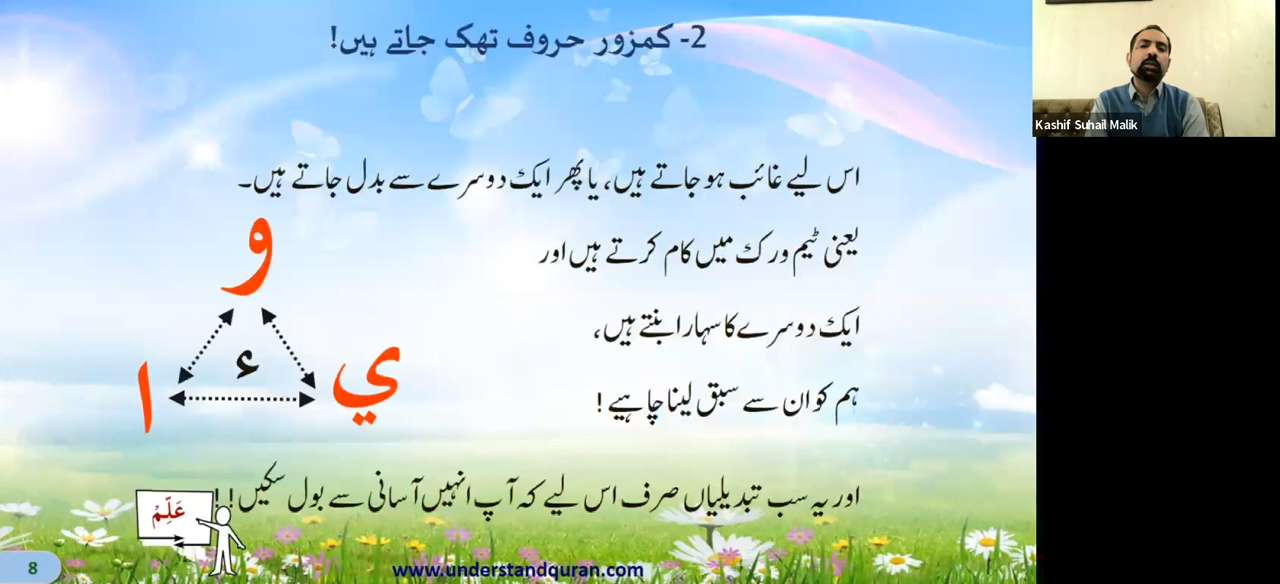 2- کمزور حروف تھک جاتے ہیں!
Kashif Suhail Malik
اس لیے غائب ہو جاتے ہیں، یا پھر ایک دوسرے سے بدل جاتے ہیں۔
یعنی ٹیم ورک میں کام کرتے ہیں اور
ایک دوسرے کا سہارا بنتے ہیں،
ہم کو ان سے سبق لینا چاہیے !
و
ء
ا
ي
اور یہ سب تبدیلیاں صرف اس لیے کہ آپ انہیں آسانی سے بول سکیں!!
عَلِّمْ
8
www.understandquran.com